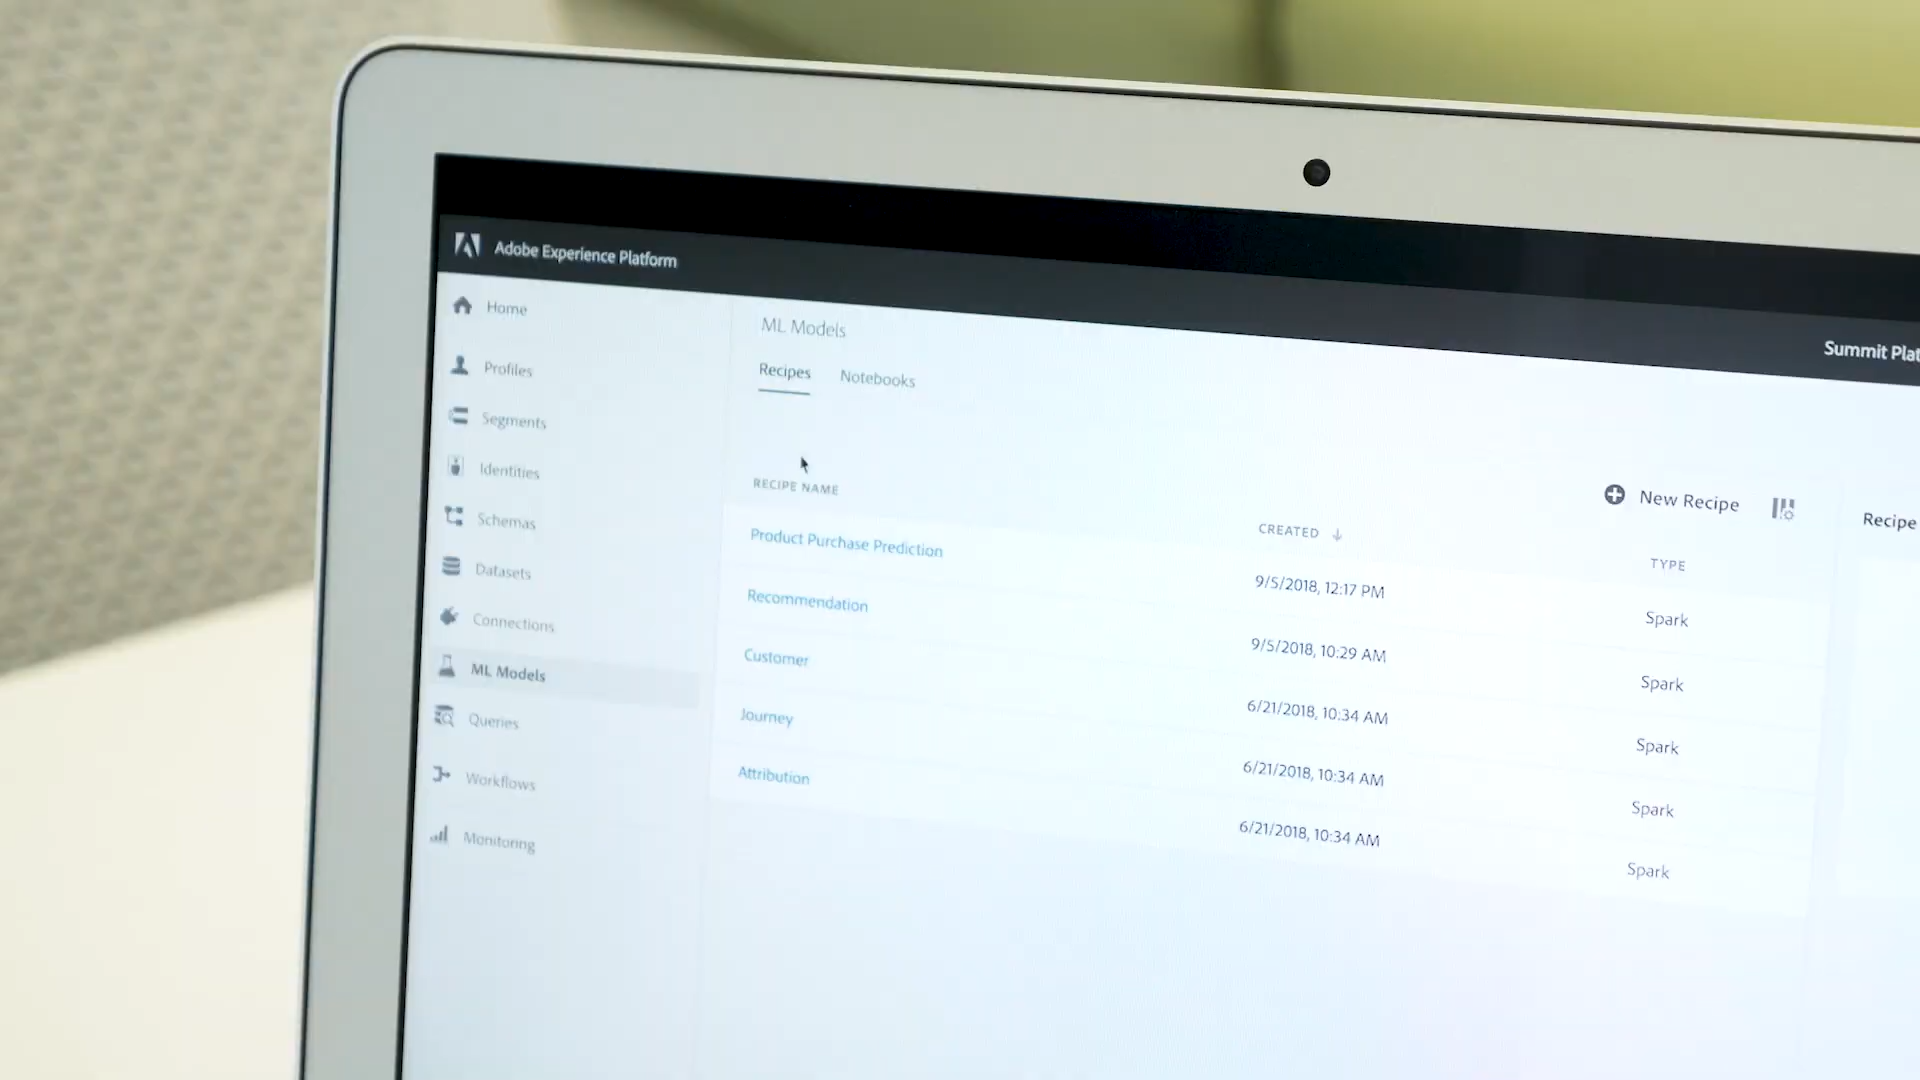 Adobe Experience Platform
Summit Plat
Home
Profiles
Segments
Identities
Schemas
Datasets
Connections
ML Models
Queries
Workflows
Monitoring
ML Models
Recipes Notebooks
New Recipe
Recipe
RECIPE NAME CREATED TYPE
Product Purchase Prediction 9/5/2018, 12:17 PM Spark
Recommendation 9/5/2018, 10:29 AM Spark
Customer 6/21/2018, 10:34 AM Spark
Journey 6/21/2018, 10:34 AM Spark
Attribution 6/21/2018, 10:34 AM Spark